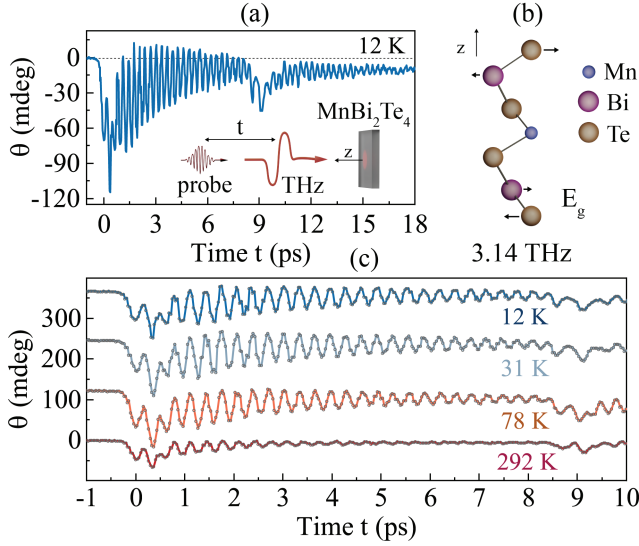 (a)
12 K
θ (mdeg)
0
-30
-60
-90
-120
t
probe
THz
MnBi₂Te₄
z
0 3 6 9 12 15 18
Time t (ps)
(b)
z
Mn
Bi
Te
E_g
3.14 THz
(c)
θ (mdeg)
300
200
100
0
12 K
31 K
78 K
292 K
-1 0 1 2 3 4 5 6 7 8 9 10
Time t (ps)